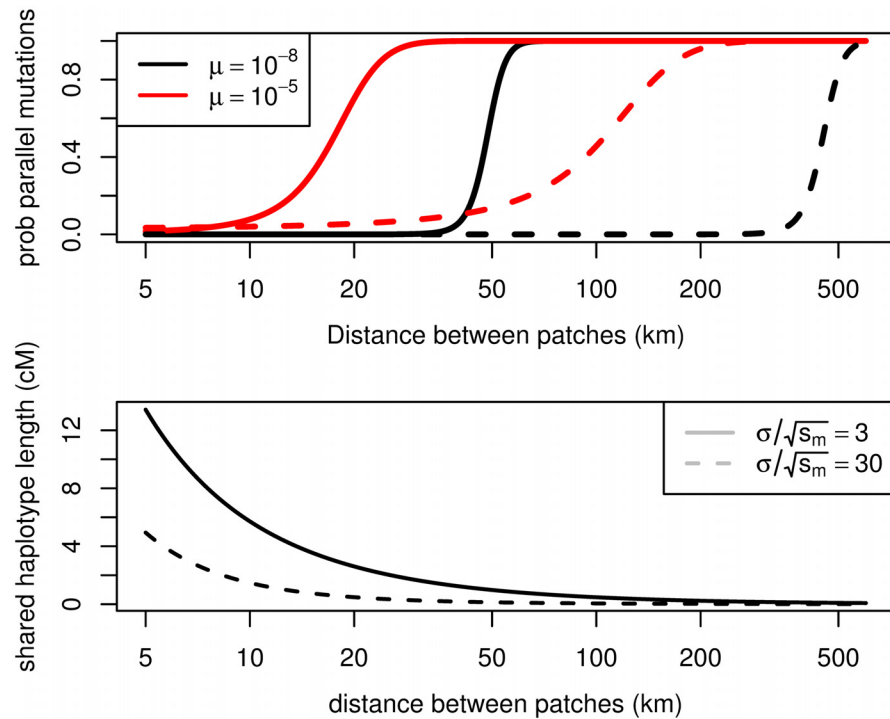 prob parallel mutations
0.0 0.4 0.8
μ = 10⁻⁸
μ = 10⁻⁵
5 10 20 50 100 200 500
Distance between patches (km)
shared haplotype length (cM)
0 4 8 12
σ/√sₘ = 3
σ/√sₘ = 30
5 10 20 50 100 200 500
distance between patches (km)